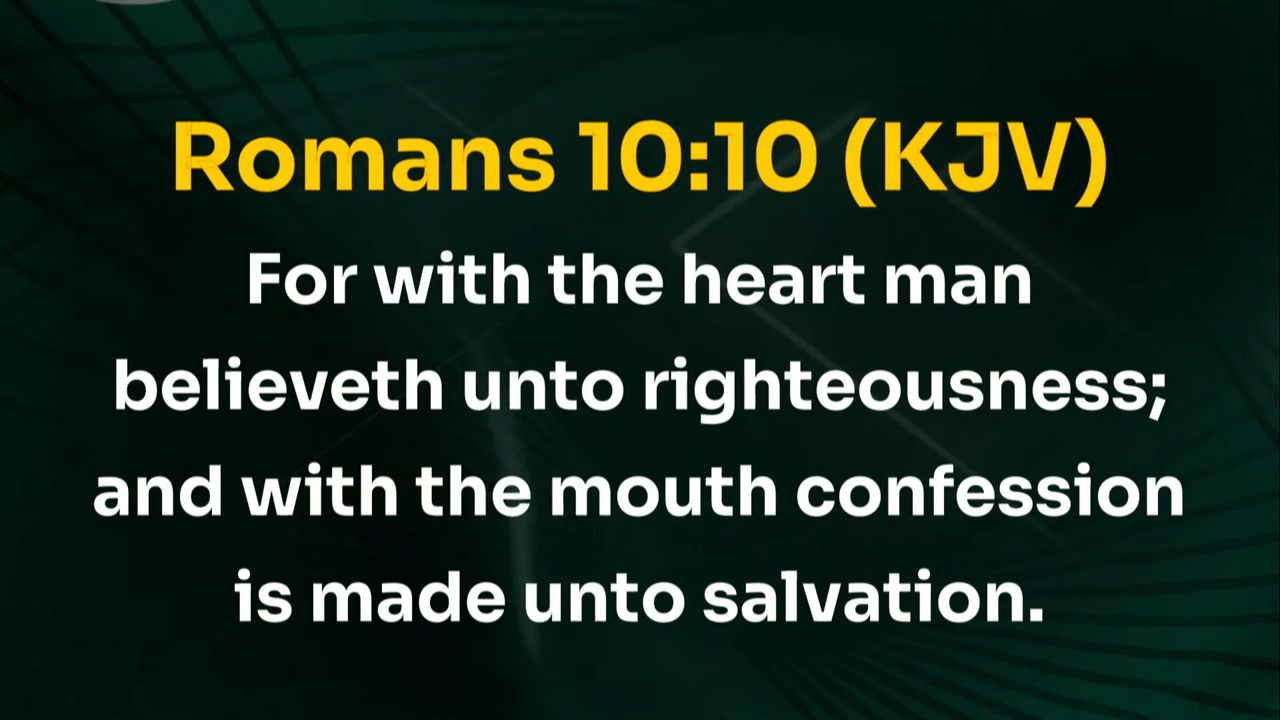 Romans 10:10 (KJV)
For with the heart man
believeth unto righteousness;
and with the mouth confession
is made unto salvation.